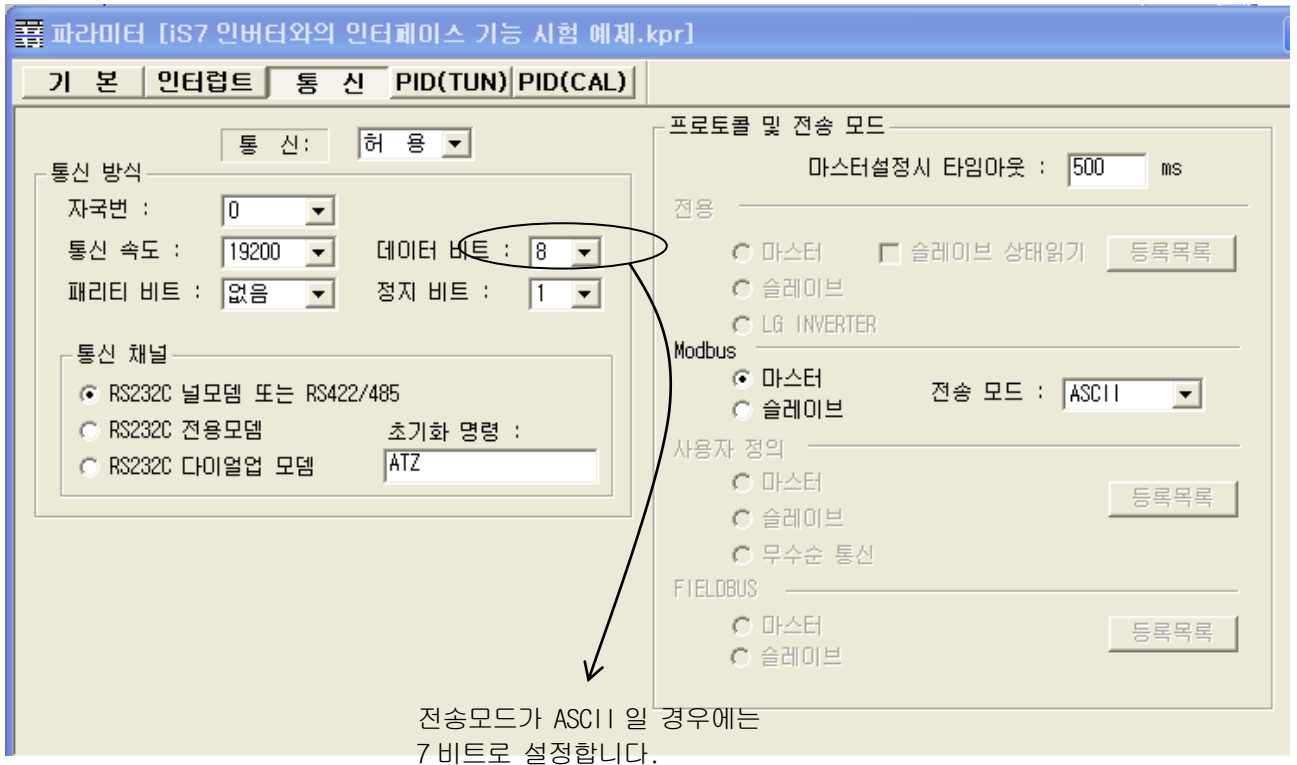 파라미터 [iS7 인버터와의 인터페이스 기능 시험 예제.kpr]
기 본 인터럽트 통 신 PID(TUN) PID(CAL)
통 신: 허 용
통신 방식
자국번 : 0
통신 속도 : 19200 데이터 비트 : 8
패리티 비트 : 없음 정지 비트 : 1
통신 채널
RS232C 널모뎀 또는 RS422/485
RS232C 전용모뎀 초기화 명령 :
RS232C 다이얼업 모뎀 ATZ
프로토콜 및 전송 모드
마스터설정시 타임아웃 : 500 ms
전용
마스터 슬레이브 상태읽기 등록목록
슬레이브
LG INVERTER
Modbus
마스터 전송 모드 : ASCII
슬레이브
사용자 정의
마스터 등록목록
슬레이브
무수순 통신
FIELDBUS
마스터 등록목록
슬레이브
전송모드가 ASCII 일 경우에는
7 비트로 설정합니다.